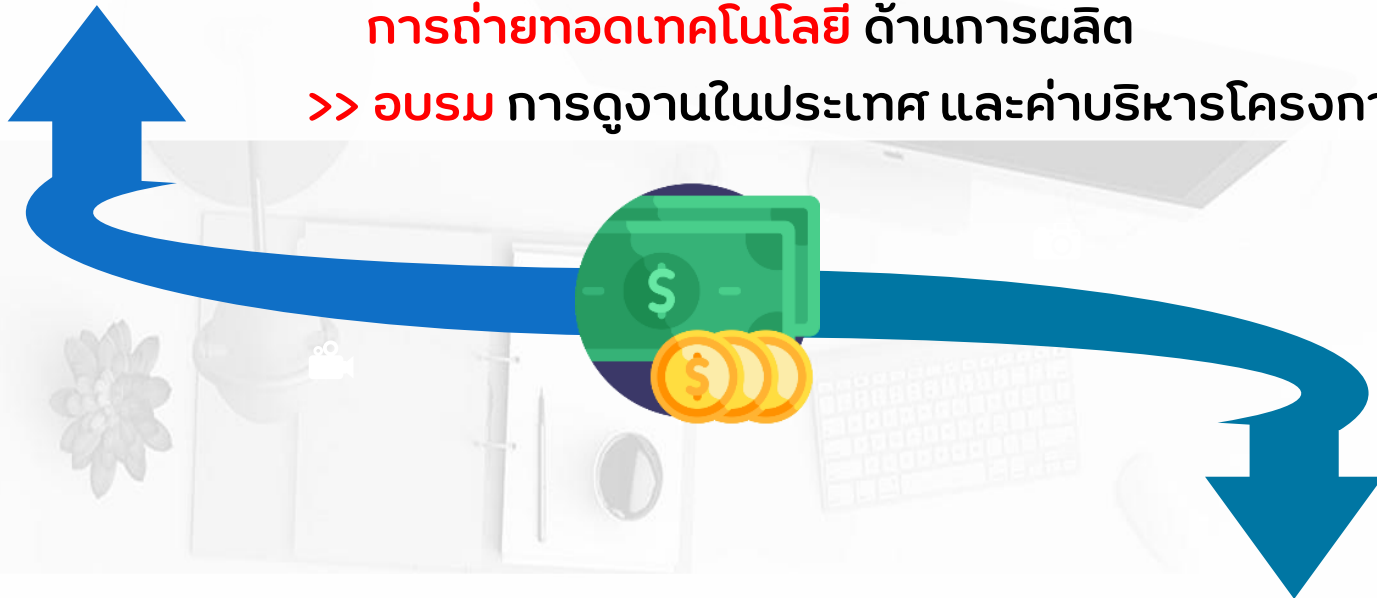 การถ่ายทอดเทคโนโลยี ด้านการผลิต
>> อบรม การดูงานในประเทศ และค่าบริหารโครงกา
$
$